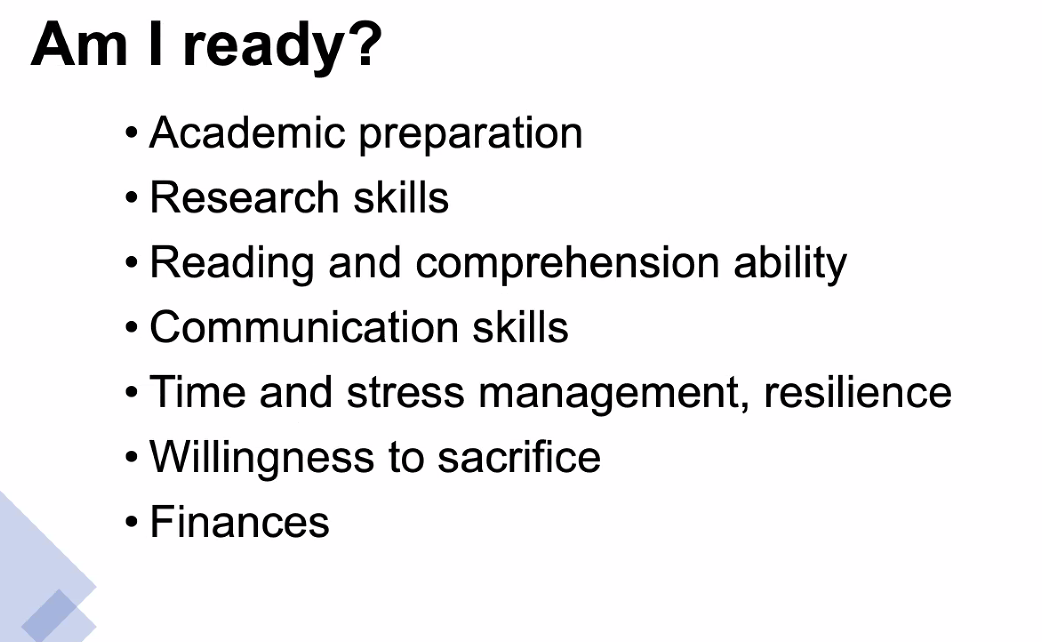 Am I ready?
• Academic preparation
• Research skills
• Reading and comprehension ability
• Communication skills
• Time and stress management, resilience
• Willingness to sacrifice
• Finances